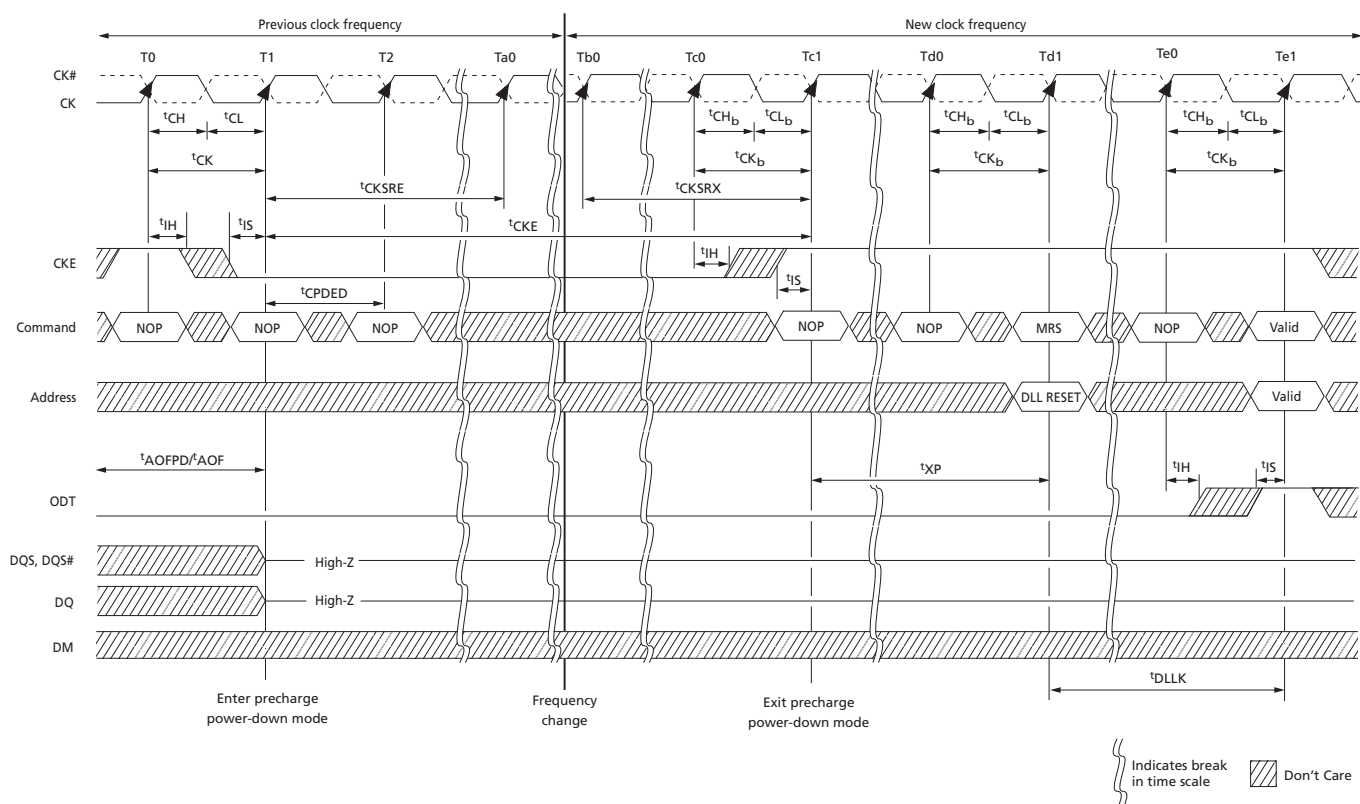 Previous clock frequency New clock frequency
T0 T1 T2 Ta0 Tb0 Tc0 Tc1 Td0 Td1 Te0 Te1
CK#
CK
tCH tCL tCHb tCLb tCHb tCLb tCHb tCLb
tCK tCKb tCKb tCKb
tCKSRE tCKSRX
tIH tIS tCKE
CKE tIH
tIS
tCPDED
Command NOP NOP NOP NOP NOP MRS NOP Valid
Address DLL RESET Valid
tAOFPD/tAOF tXP tIH tIS
ODT
DQS, DQS# High-Z
DQ High-Z
DM
tDLLK
Enter precharge
power-down mode
Frequency
change
Exit precharge
power-down mode
Indicates break
in time scale
Don't Care